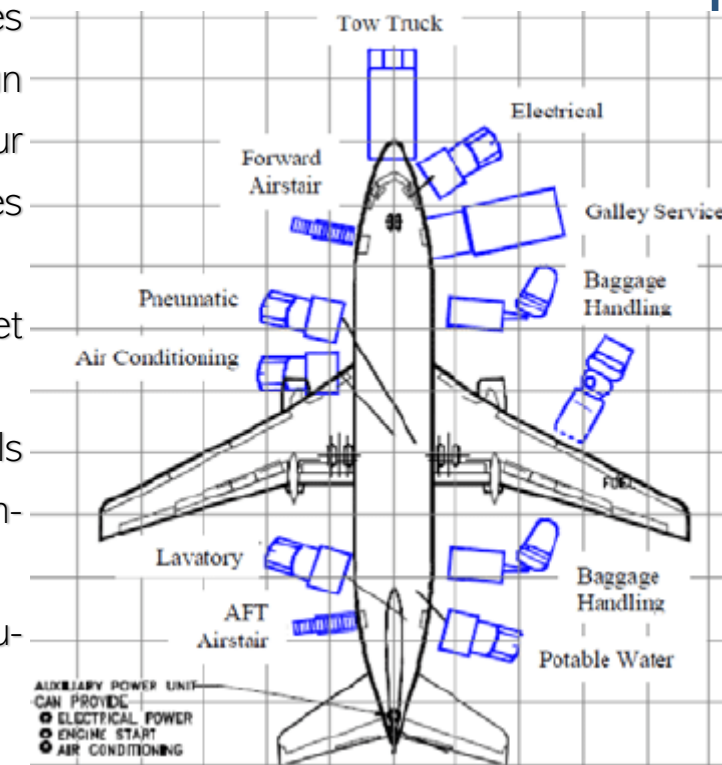 Tow Truck
Electrical
Forward
Airstair
Galley Service
Pneumatic
Baggage
Handling
Air Conditioning
FUEL
Lavatory
Baggage
Handling
AFT
Airstair
Potable Water
AUXILIARY POWER UNIT
CAN PROVIDE
ELECTRICAL POWER
ENGINE START
AIR CONDITIONING